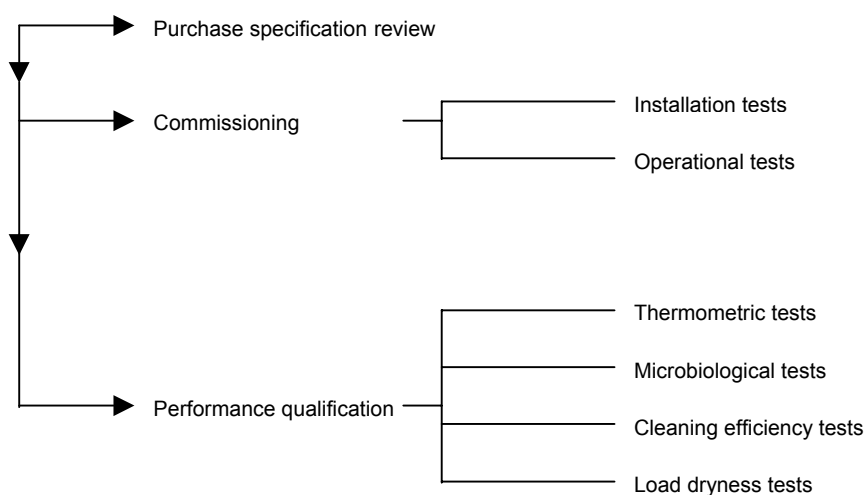 Purchase specification review
Commissioning
Installation tests
Operational tests
Performance qualification
Thermometric tests
Microbiological tests
Cleaning efficiency tests
Load dryness tests